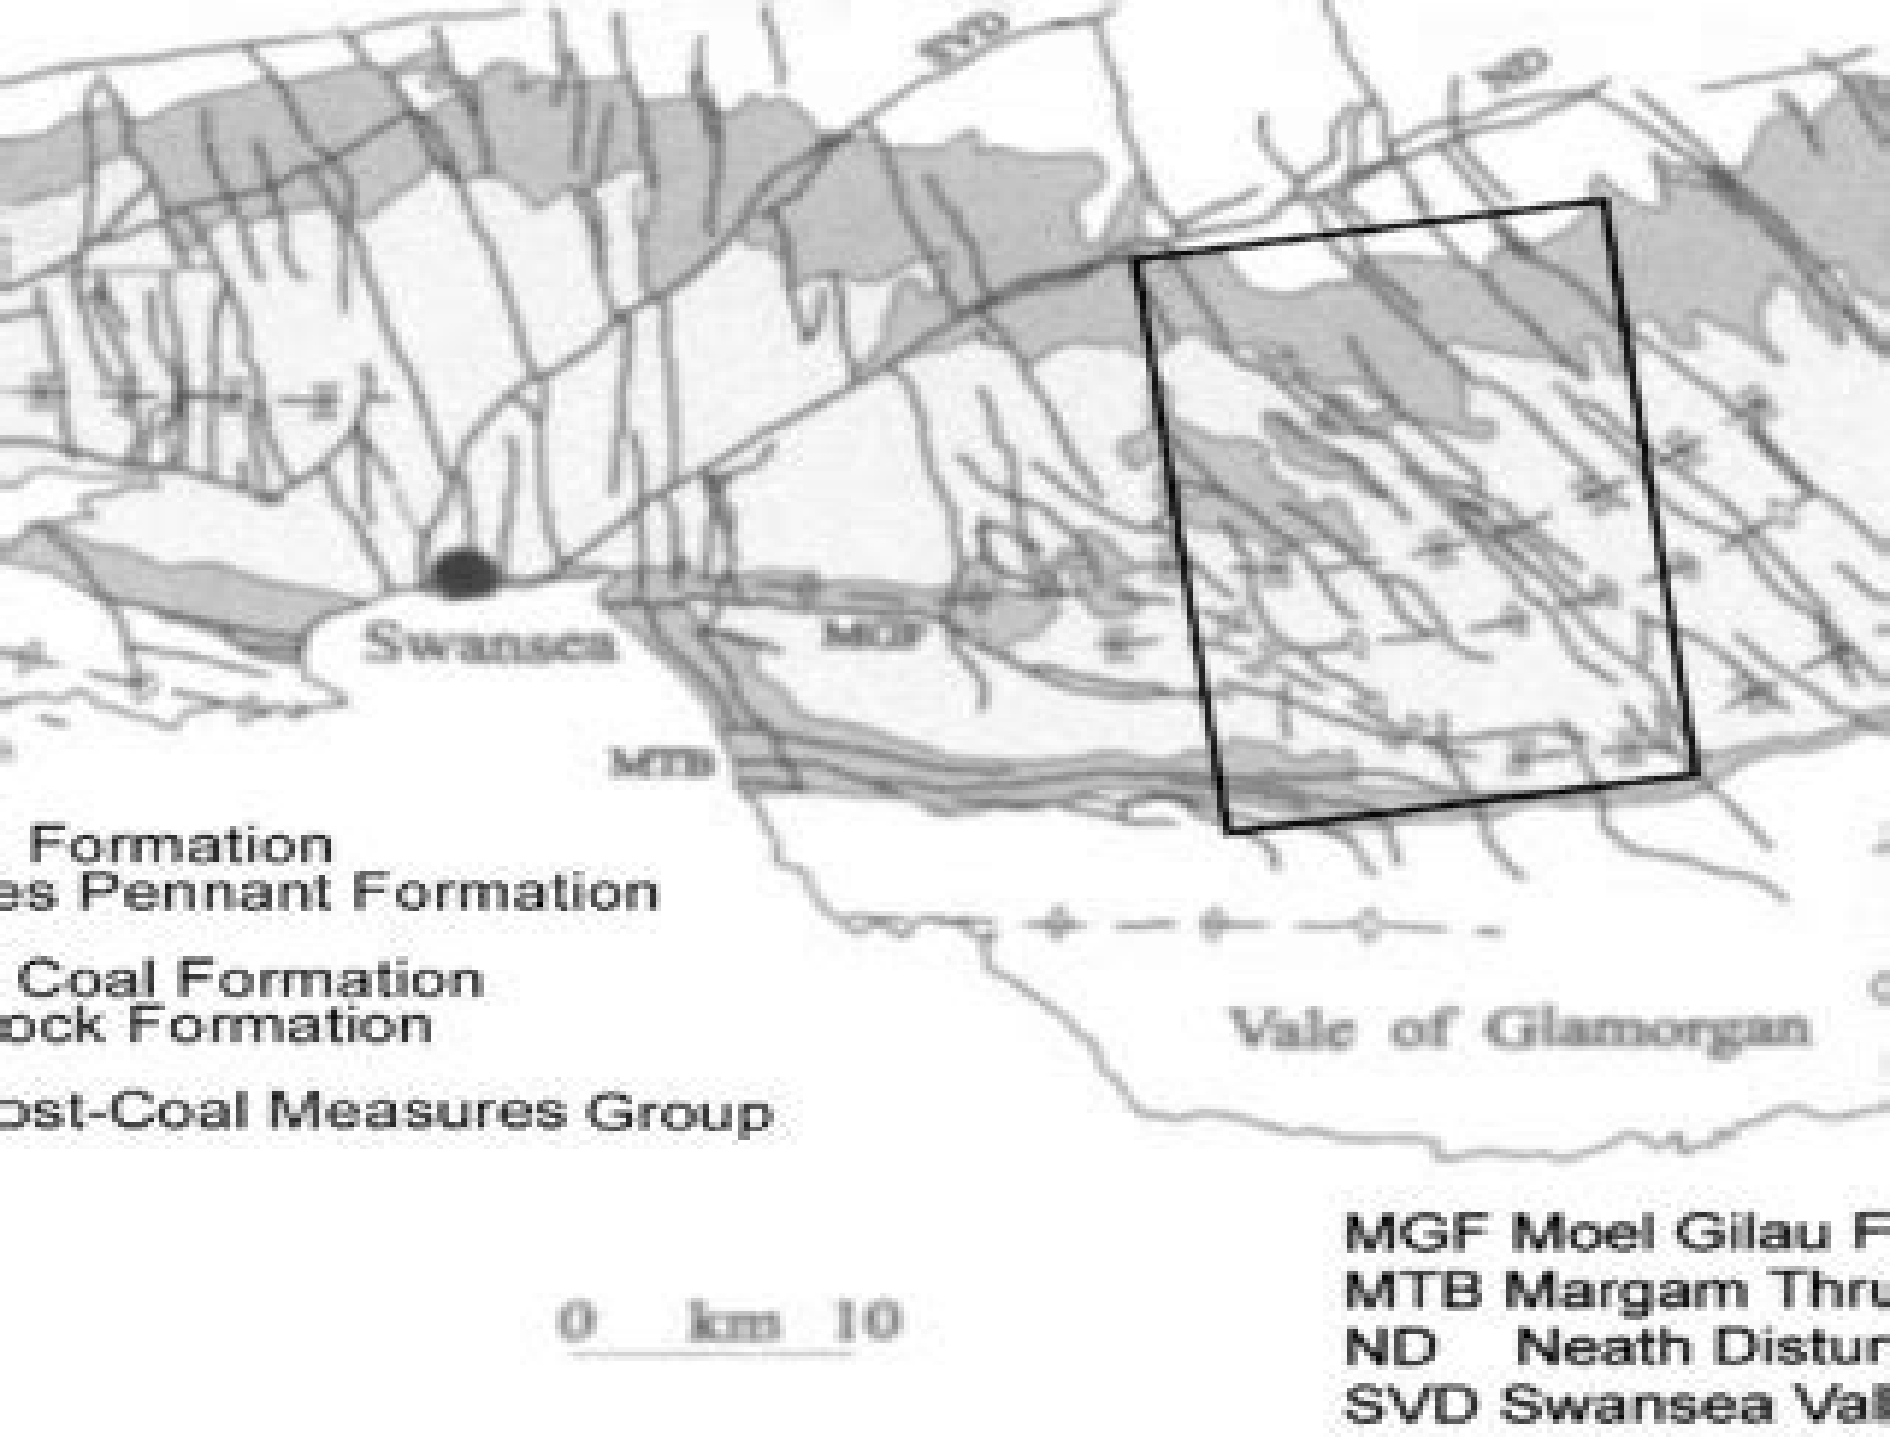 SVD
ND
Swansea
MGF
MTB
Formation
es Pennant Formation
Coal Formation
ock Formation
Vale of Glamorgan
ost-Coal Measures Group
MGF Moel Gilau F
MTB Margam Thru
ND Neath Distur
SVD Swansea Val
0 km 10